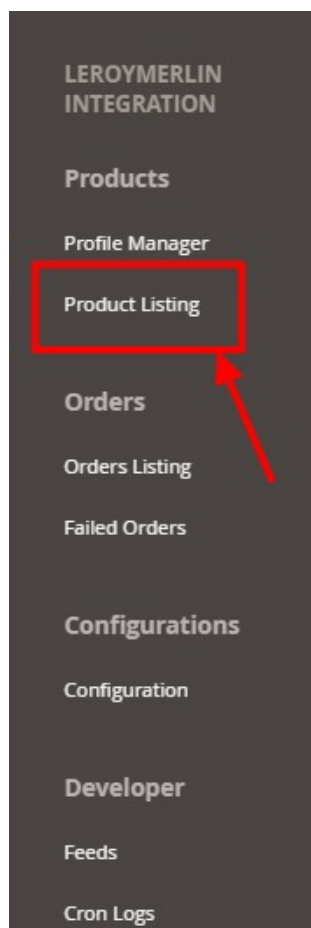 LEROYMERLIN
INTEGRATION
Products
Profile Manager
Product Listing
Orders
Orders Listing
Failed Orders
Configurations
Configuration
Developer
Feeds
Cron Logs